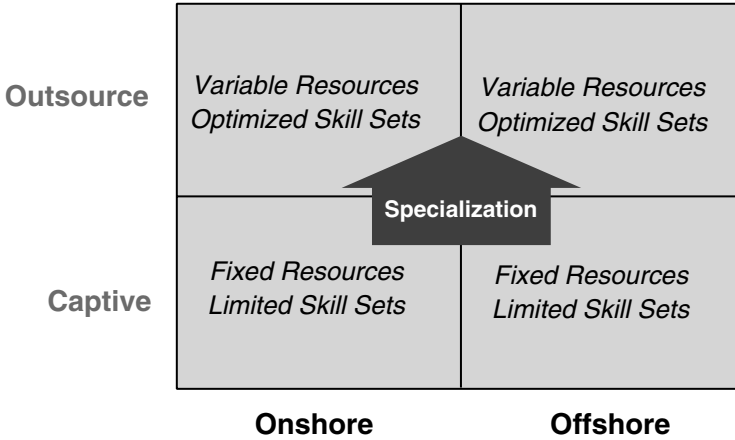 Outsource
Variable Resources
Optimized Skill Sets
Variable Resources
Optimized Skill Sets
Specialization
Captive
Fixed Resources
Limited Skill Sets
Fixed Resources
Limited Skill Sets
Onshore
Offshore